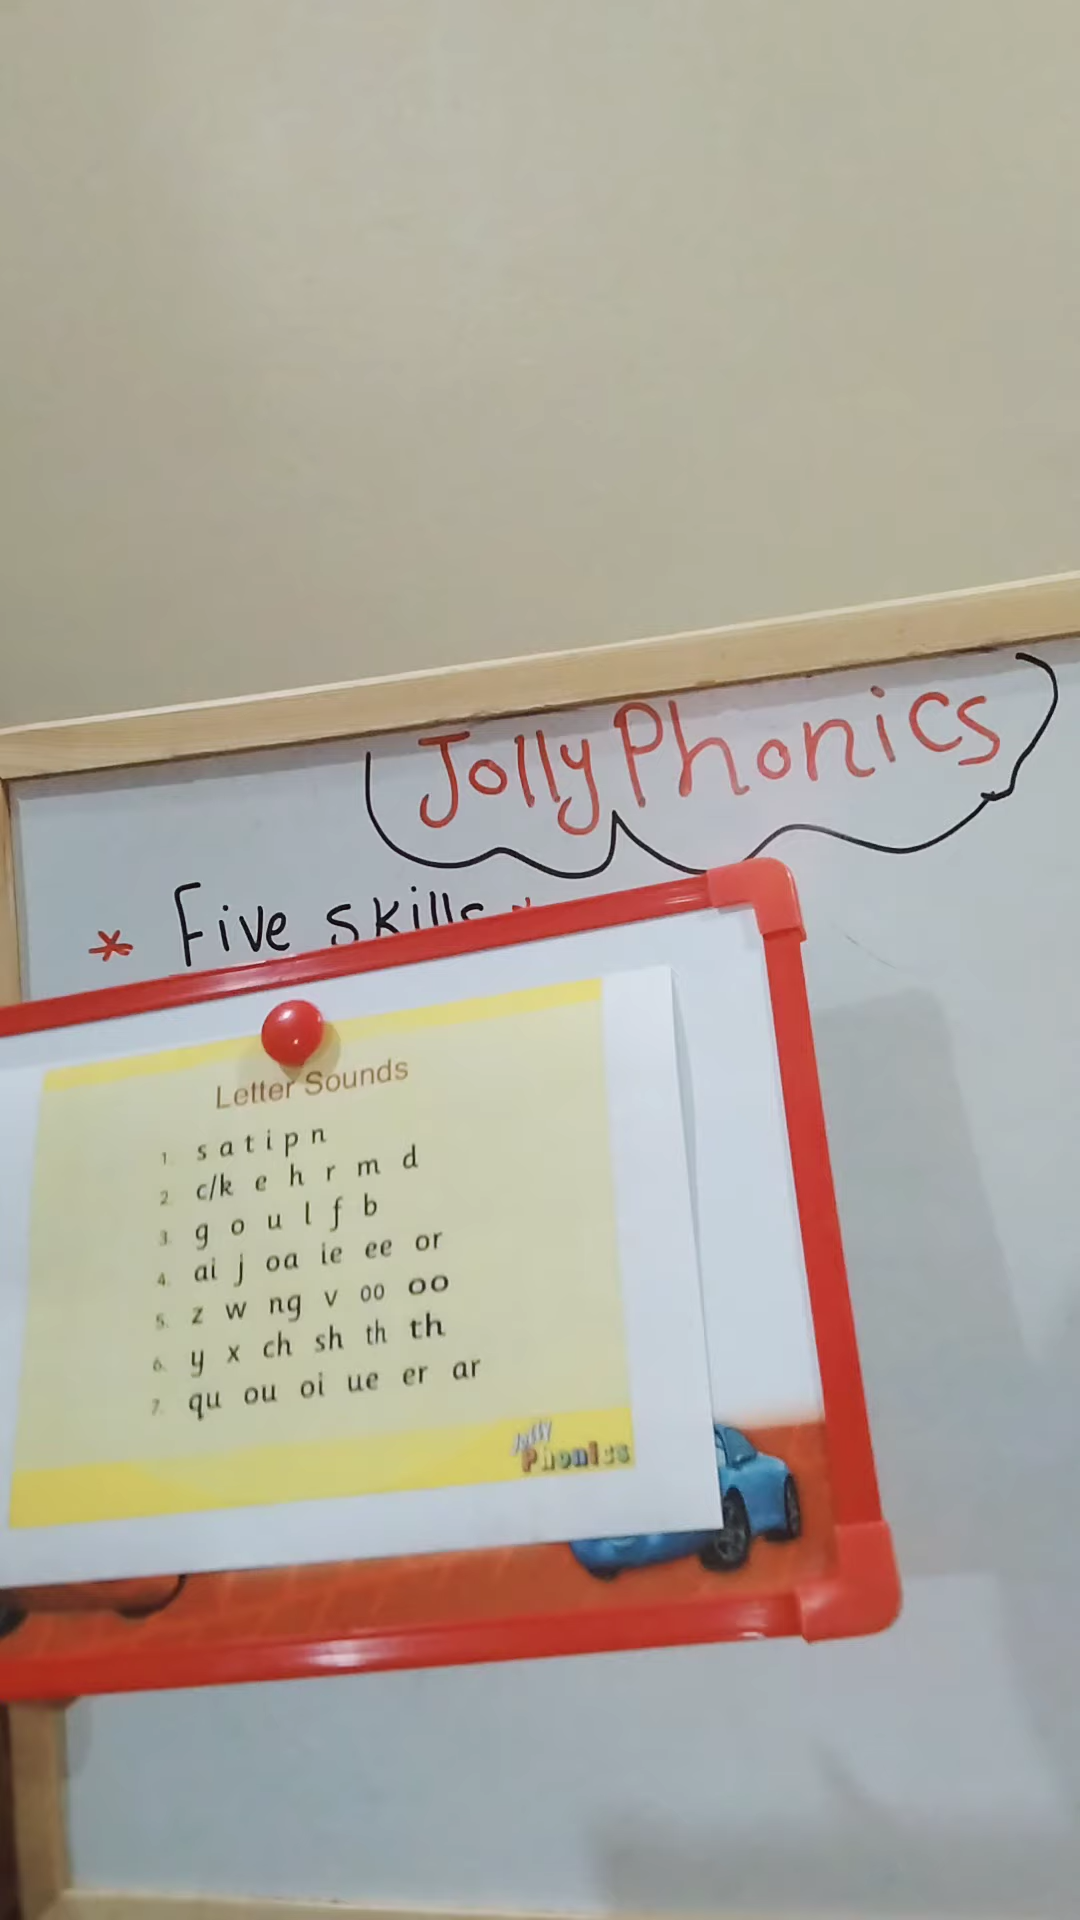 Jolly Phonics
* Five skills
Letter Sounds
1. s a t i p n
2. c/k e h r m d
3. g o u l f b
4. ai j oa ie ee or
5. z w ng v oo oo
6. y x ch sh th th
7. qu ou oi ue er ar
Jolly
Phonics